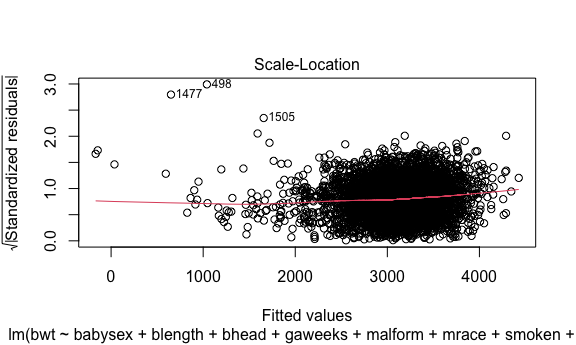 Scale-Location
√|Standardized residuals|
3.0
2.0
1.0
0.0
498
1477
1505
0 1000 2000 3000 4000
Fitted values
lm(bwt ~ babysex + blength + bhead + gaweeks + malform + mrace + smoken +